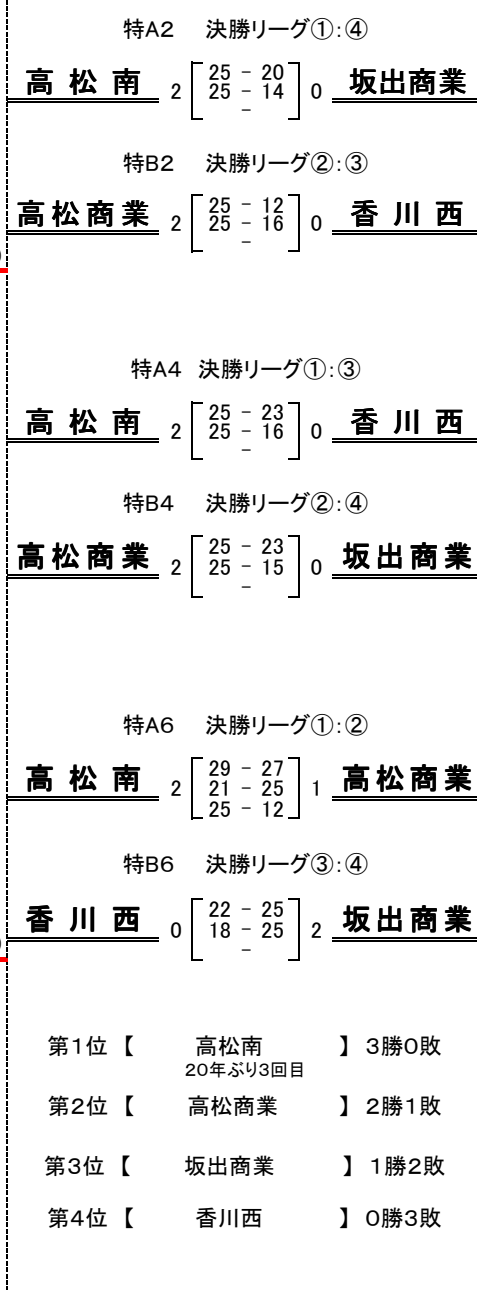 特A2 決勝リーグ①:④
高松南 2 25 - 20 0 坂出商業
25 - 14
-
特B2 決勝リーグ②:③
高松商業 2 25 - 12 0 香川西
25 - 16
-
特A4 決勝リーグ①:③
高松南 2 25 - 23 0 香川西
25 - 16
-
特B4 決勝リーグ②:④
高松商業 2 25 - 23 0 坂出商業
25 - 15
-
特A6 決勝リーグ①:②
高松南 2 29 - 27 1 高松商業
21 - 25
25 - 12
特B6 決勝リーグ③:④
香川西 0 22 - 25 2 坂出商業
18 - 25
-
第1位【 高松南 】3勝0敗
20年ぶり3回目
第2位【 高松商業 】2勝1敗
第3位【 坂出商業 】1勝2敗
第4位【 香川西 】0勝3敗